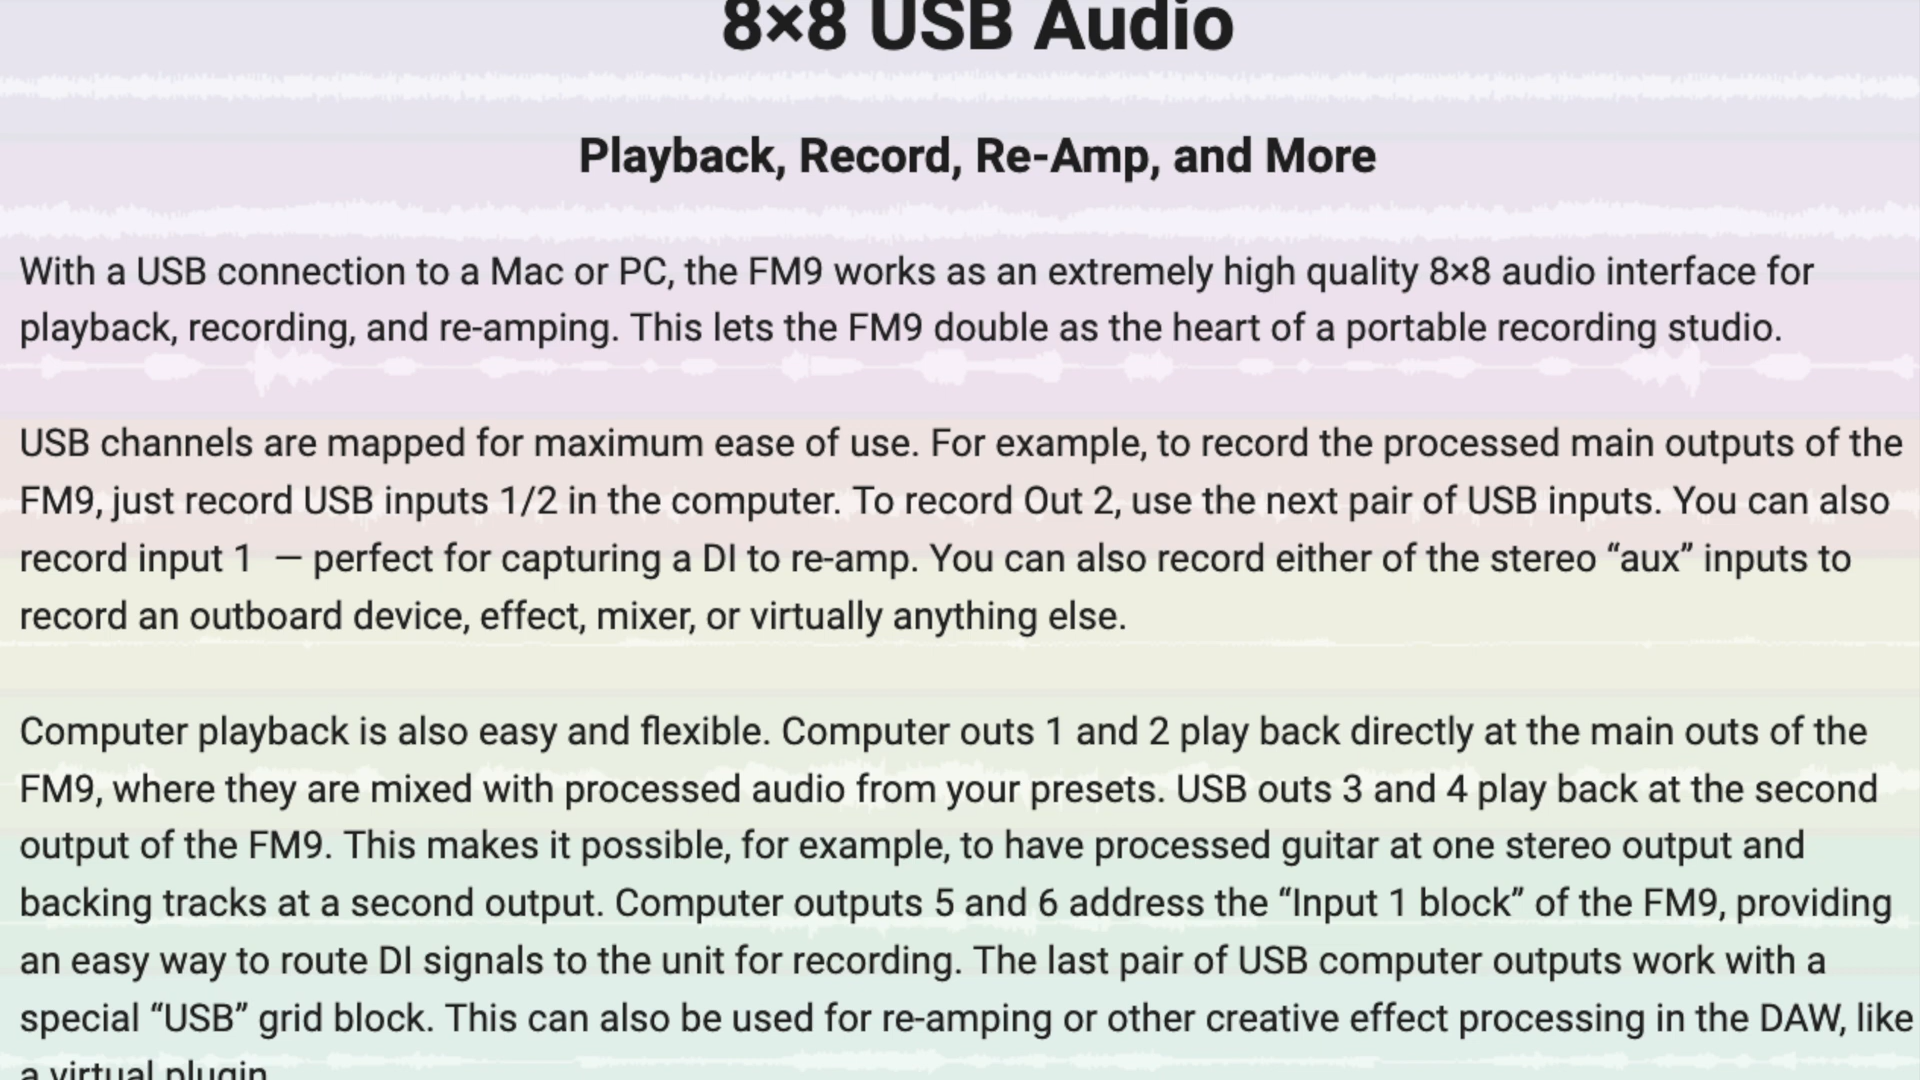 8×8 USB Audio
Playback, Record, Re-Amp, and More
With a USB connection to a Mac or PC, the FM9 works as an extremely high quality 8×8 audio interface for
playback, recording, and re-amping. This lets the FM9 double as the heart of a portable recording studio.
USB channels are mapped for maximum ease of use. For example, to record the processed main outputs of the
FM9, just record USB inputs 1/2 in the computer. To record Out 2, use the next pair of USB inputs. You can also
record input 1  — perfect for capturing a DI to re-amp. You can also record either of the stereo “aux” inputs to
record an outboard device, effect, mixer, or virtually anything else.
Computer playback is also easy and flexible. Computer outs 1 and 2 play back directly at the main outs of the
FM9, where they are mixed with processed audio from your presets. USB outs 3 and 4 play back at the second
output of the FM9. This makes it possible, for example, to have processed guitar at one stereo output and
backing tracks at a second output. Computer outputs 5 and 6 address the “Input 1 block” of the FM9, providing
an easy way to route DI signals to the unit for recording. The last pair of USB computer outputs work with a
special “USB” grid block. This can also be used for re-amping or other creative effect processing in the DAW, like
a virtual plugin